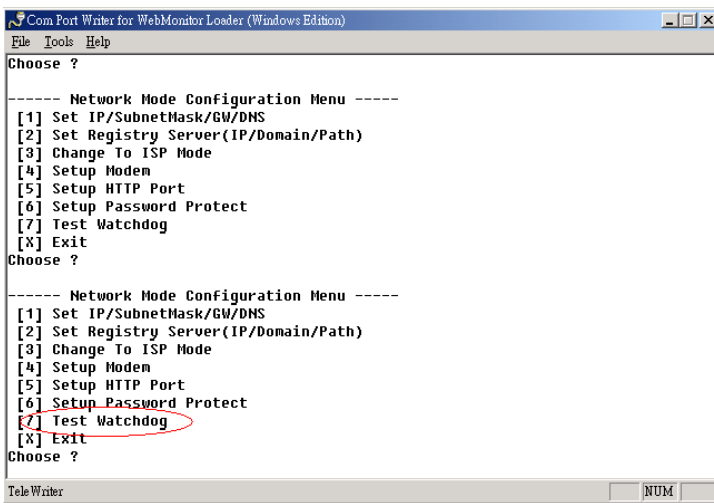 Com Port Writer for WebMonitor Loader (Windows Edition)
File Tools Help
Choose ?
------ Network Mode Configuration Menu -----
[1] Set IP/SubnetMask/GW/DNS
[2] Set Registry Server(IP/Domain/Path)
[3] Change To ISP Mode
[4] Setup Modem
[5] Setup HTTP Port
[6] Setup Password Protect
[7] Test Watchdog
[X] Exit
Choose ?
------ Network Mode Configuration Menu -----
[1] Set IP/SubnetMask/GW/DNS
[2] Set Registry Server(IP/Domain/Path)
[3] Change To ISP Mode
[4] Setup Modem
[5] Setup HTTP Port
[6] Setup Password Protect
[7] Test Watchdog
[X] Exit
Choose ?
TeleWriter NUM